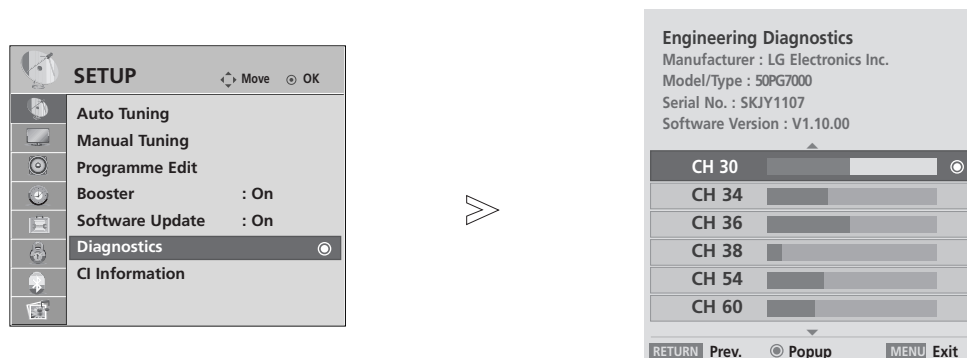 SETUP
Move OK
Auto Tuning
Manual Tuning
Programme Edit
Booster : On
Software Update : On
Diagnostics
CI Information
Engineering Diagnostics
Manufacturer : LG Electronics Inc.
Model/Type : 50PG7000
Serial No. : SKJY1107
Software Version : V1.10.00
CH 30
CH 34
CH 36
CH 38
CH 54
CH 60
RETURN Prev. Popup MENU Exit